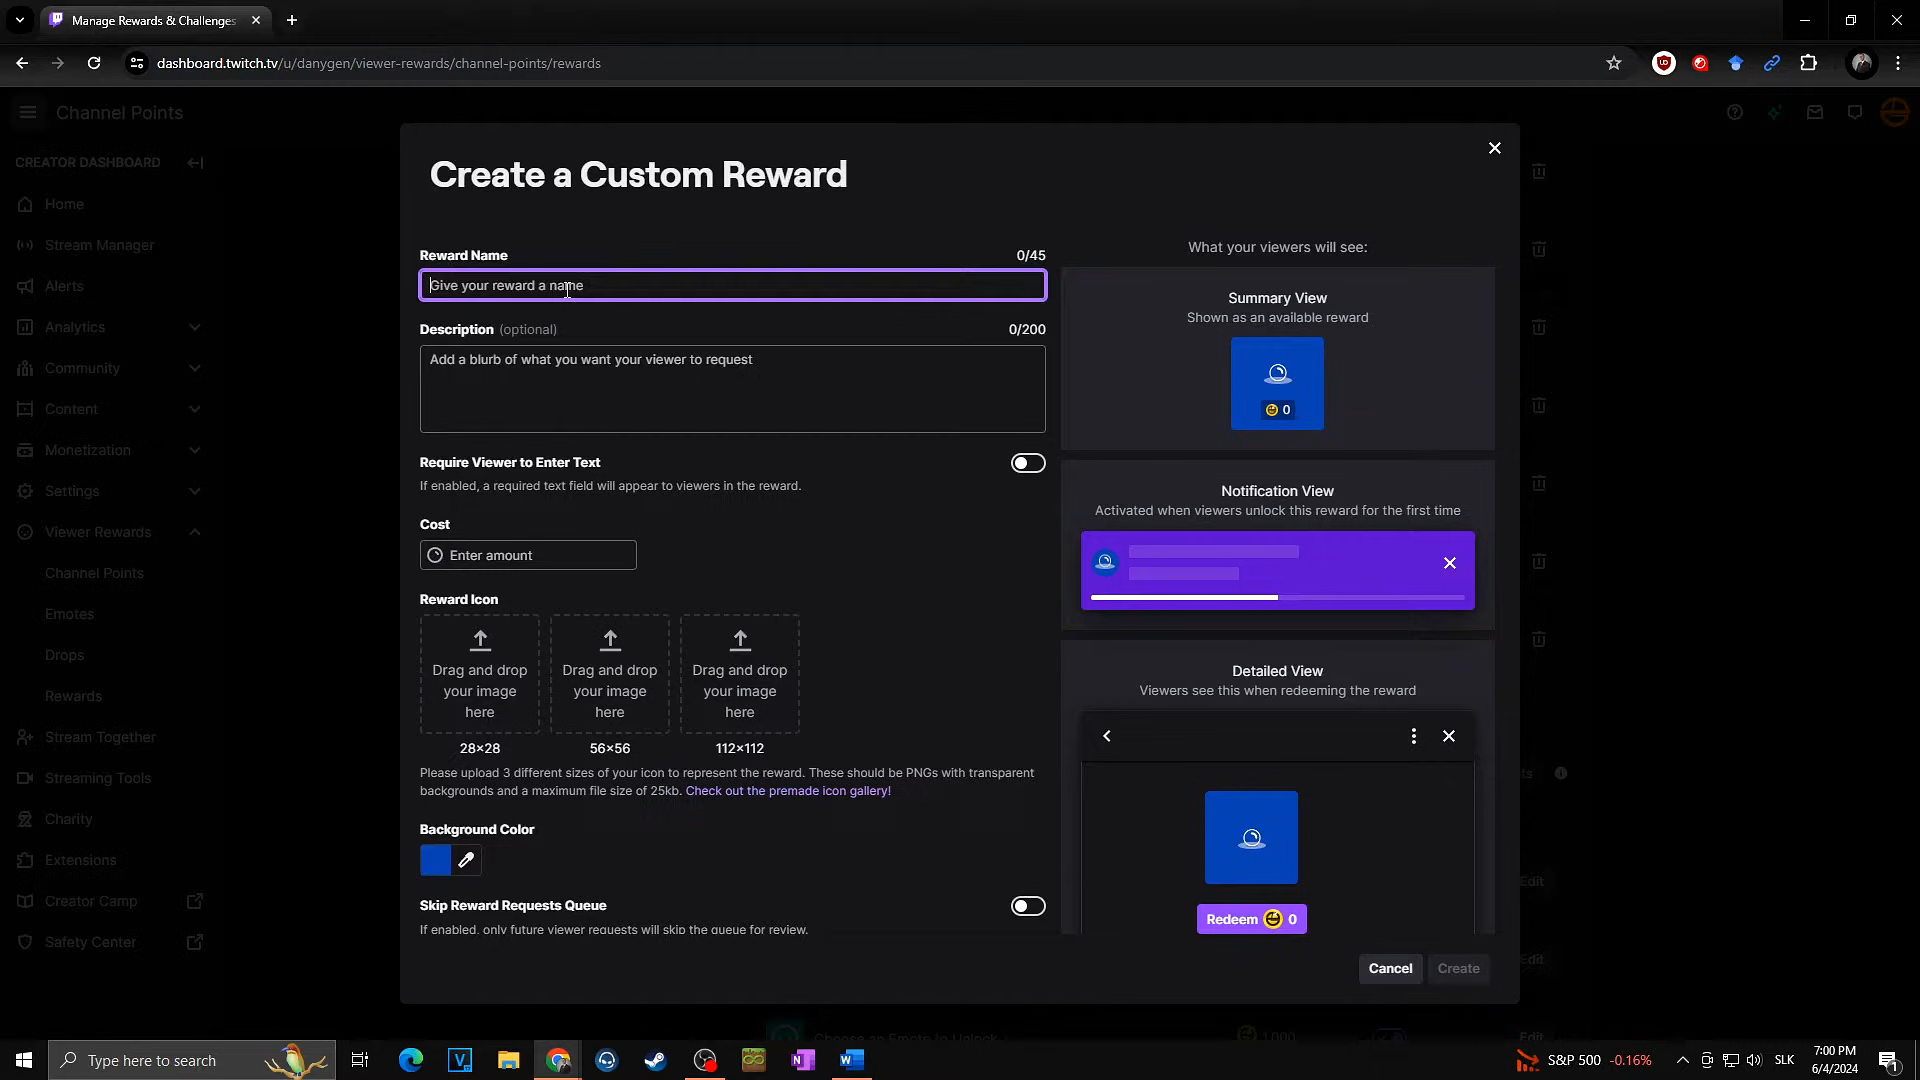 Manage Rewards & Challenges
dashboard.twitch.tv/u/danygen/viewer-rewards/channel-points/rewards
Channel Points
CREATOR DASHBOARD
Home
Stream Manager
Alerts
Analytics
Community
Content
Monetization
Settings
Viewer Rewards
Channel Points
Emotes
Drops
Rewards
Stream Together
Streaming Tools
Charity
Extensions
Creator Camp
Safety Center
Create a Custom Reward
Reward Name 0/45
Give your reward a name
Description (optional) 0/200
Add a blurb of what you want your viewer to request
Require Viewer to Enter Text
If enabled, a required text field will appear to viewers in the reward.
Cost
Enter amount
Reward Icon
Drag and drop your image here
28×28
Drag and drop your image here
56×56
Drag and drop your image here
112×112
Please upload 3 different sizes of your icon to represent the reward. These should be PNGs with transparent
backgrounds and a maximum file size of 25kb. Check out the premade icon gallery!
Background Color
Skip Reward Requests Queue
If enabled, only future viewer requests will skip the queue for review.
What your viewers will see:
Summary View
Shown as an available reward
0
Notification View
Activated when viewers unlock this reward for the first time
Detailed View
Viewers see this when redeeming the reward
Redeem 0
Cancel
Create
Edit
Edit
1,000
Edit
Type here to search
S&P 500 -0.16%
SLK
7:00 PM
6/4/2024
1